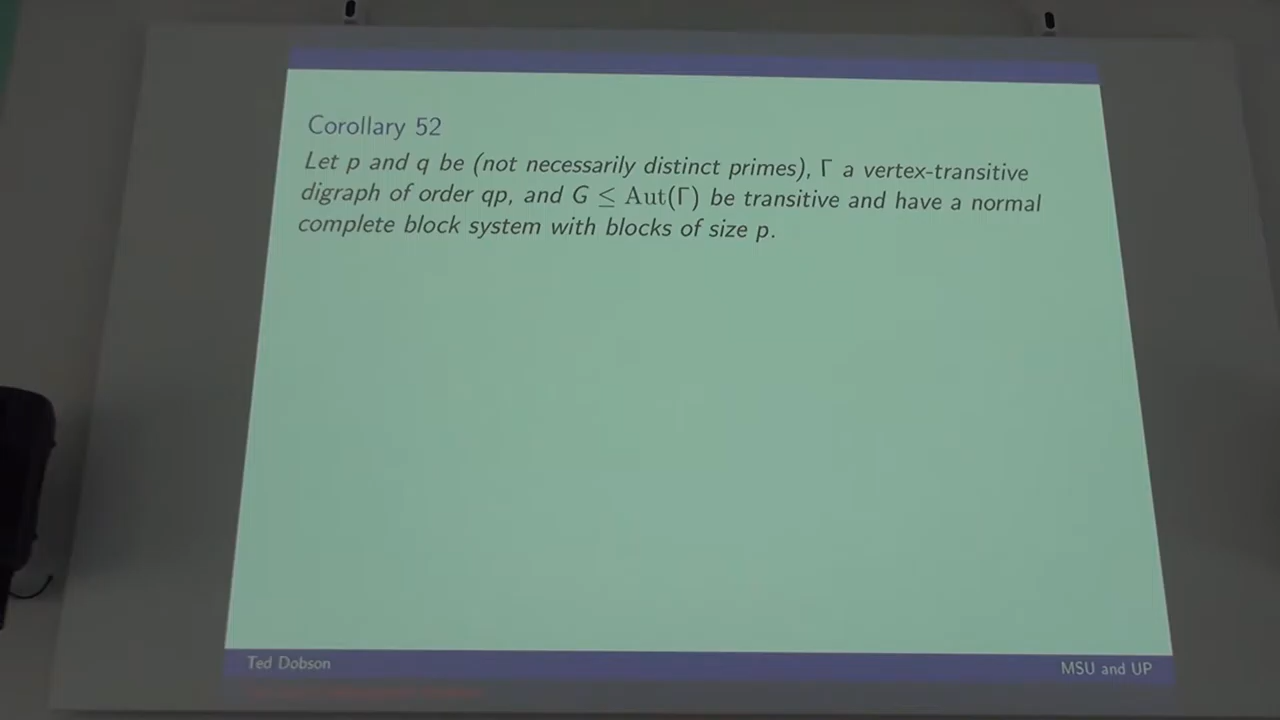 Corollary 52
Let p and q be (not necessarily distinct primes), Γ a vertex-transitive
digraph of order qp, and G ≤ Aut(Γ) be transitive and have a normal
complete block system with blocks of size p.
Ted Dobson
MSU and UP